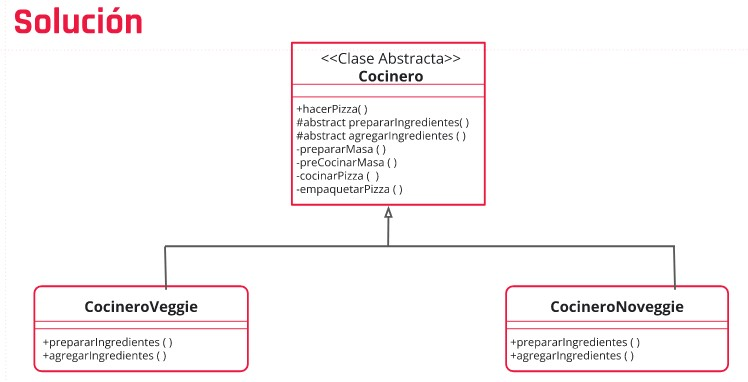 Solución
<<Clase Abstracta>>
Cocinero
+hacerPizza( )
#abstract prepararIngredientes( )
#abstract agregarIngredientes ( )
-prepararMasa ( )
-preCocinarMasa ( )
-cocinarPizza (  )
-empaquetarPizza ( )
CocineroVeggie
+prepararIngredientes ( )
+agregarIngredientes ( )
CocineroNoveggie
+prepararIngredientes ( )
+agregarIngredientes ( )